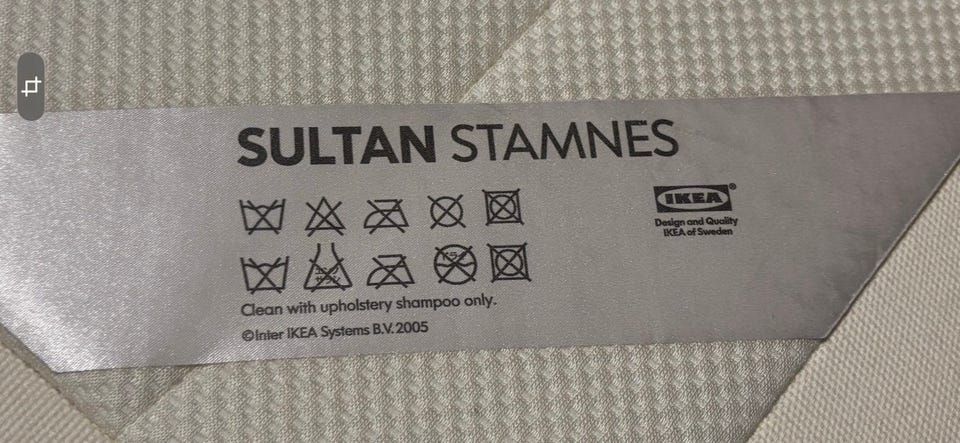 SULTAN STAMNES
IKEA®
Design and Quality
IKEA of Sweden
Clean with upholstery shampoo only.
©Inter IKEA Systems B.V. 2005